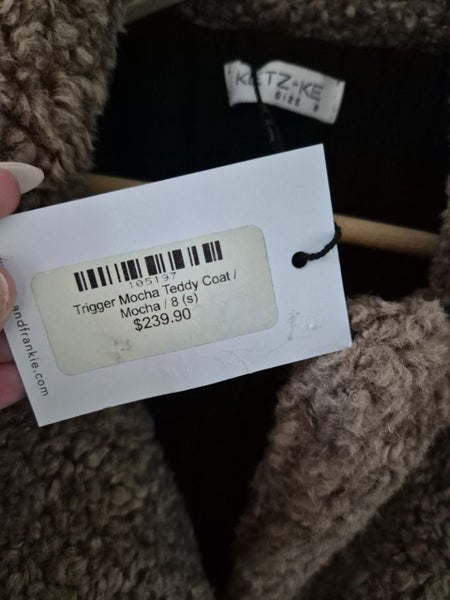 KETZ-KE
SIZE 8
105197
Trigger Mocha Teddy Coat /
Mocha / 8 (s)
$239.90
andfrankie.com